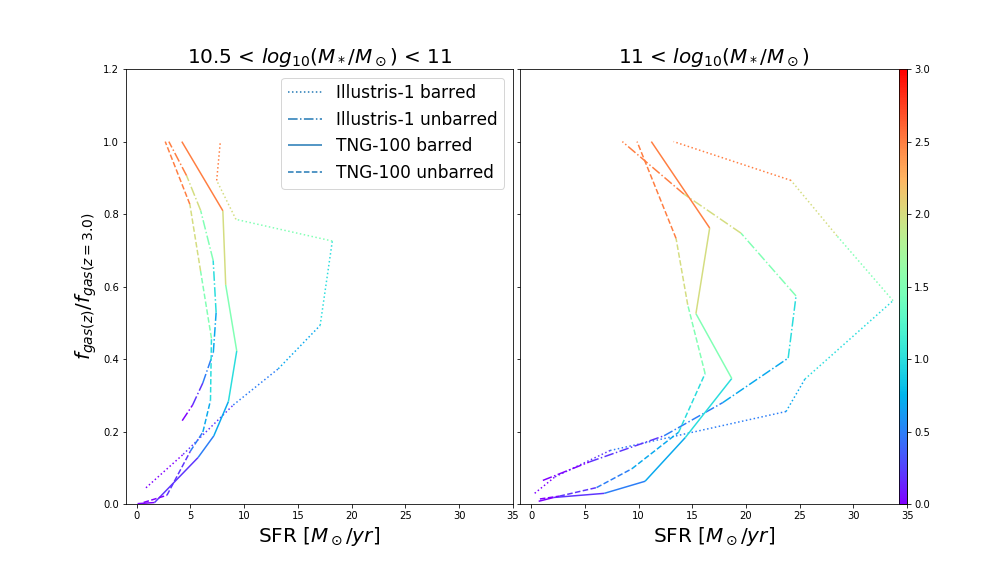 10.5 < log10(M*/M⊙) < 11
11 < log10(M*/M⊙)
Illustris-1 barred
Illustris-1 unbarred
TNG-100 barred
TNG-100 unbarred
fgas(z)/fgas(z = 3.0)
1.2
1.0
0.8
0.6
0.4
0.2
0.0
0 5 10 15 20 25 30 35
SFR [M⊙/yr]
0 5 10 15 20 25 30 35
SFR [M⊙/yr]
3.0
2.5
2.0
1.5
1.0
0.5
0.0